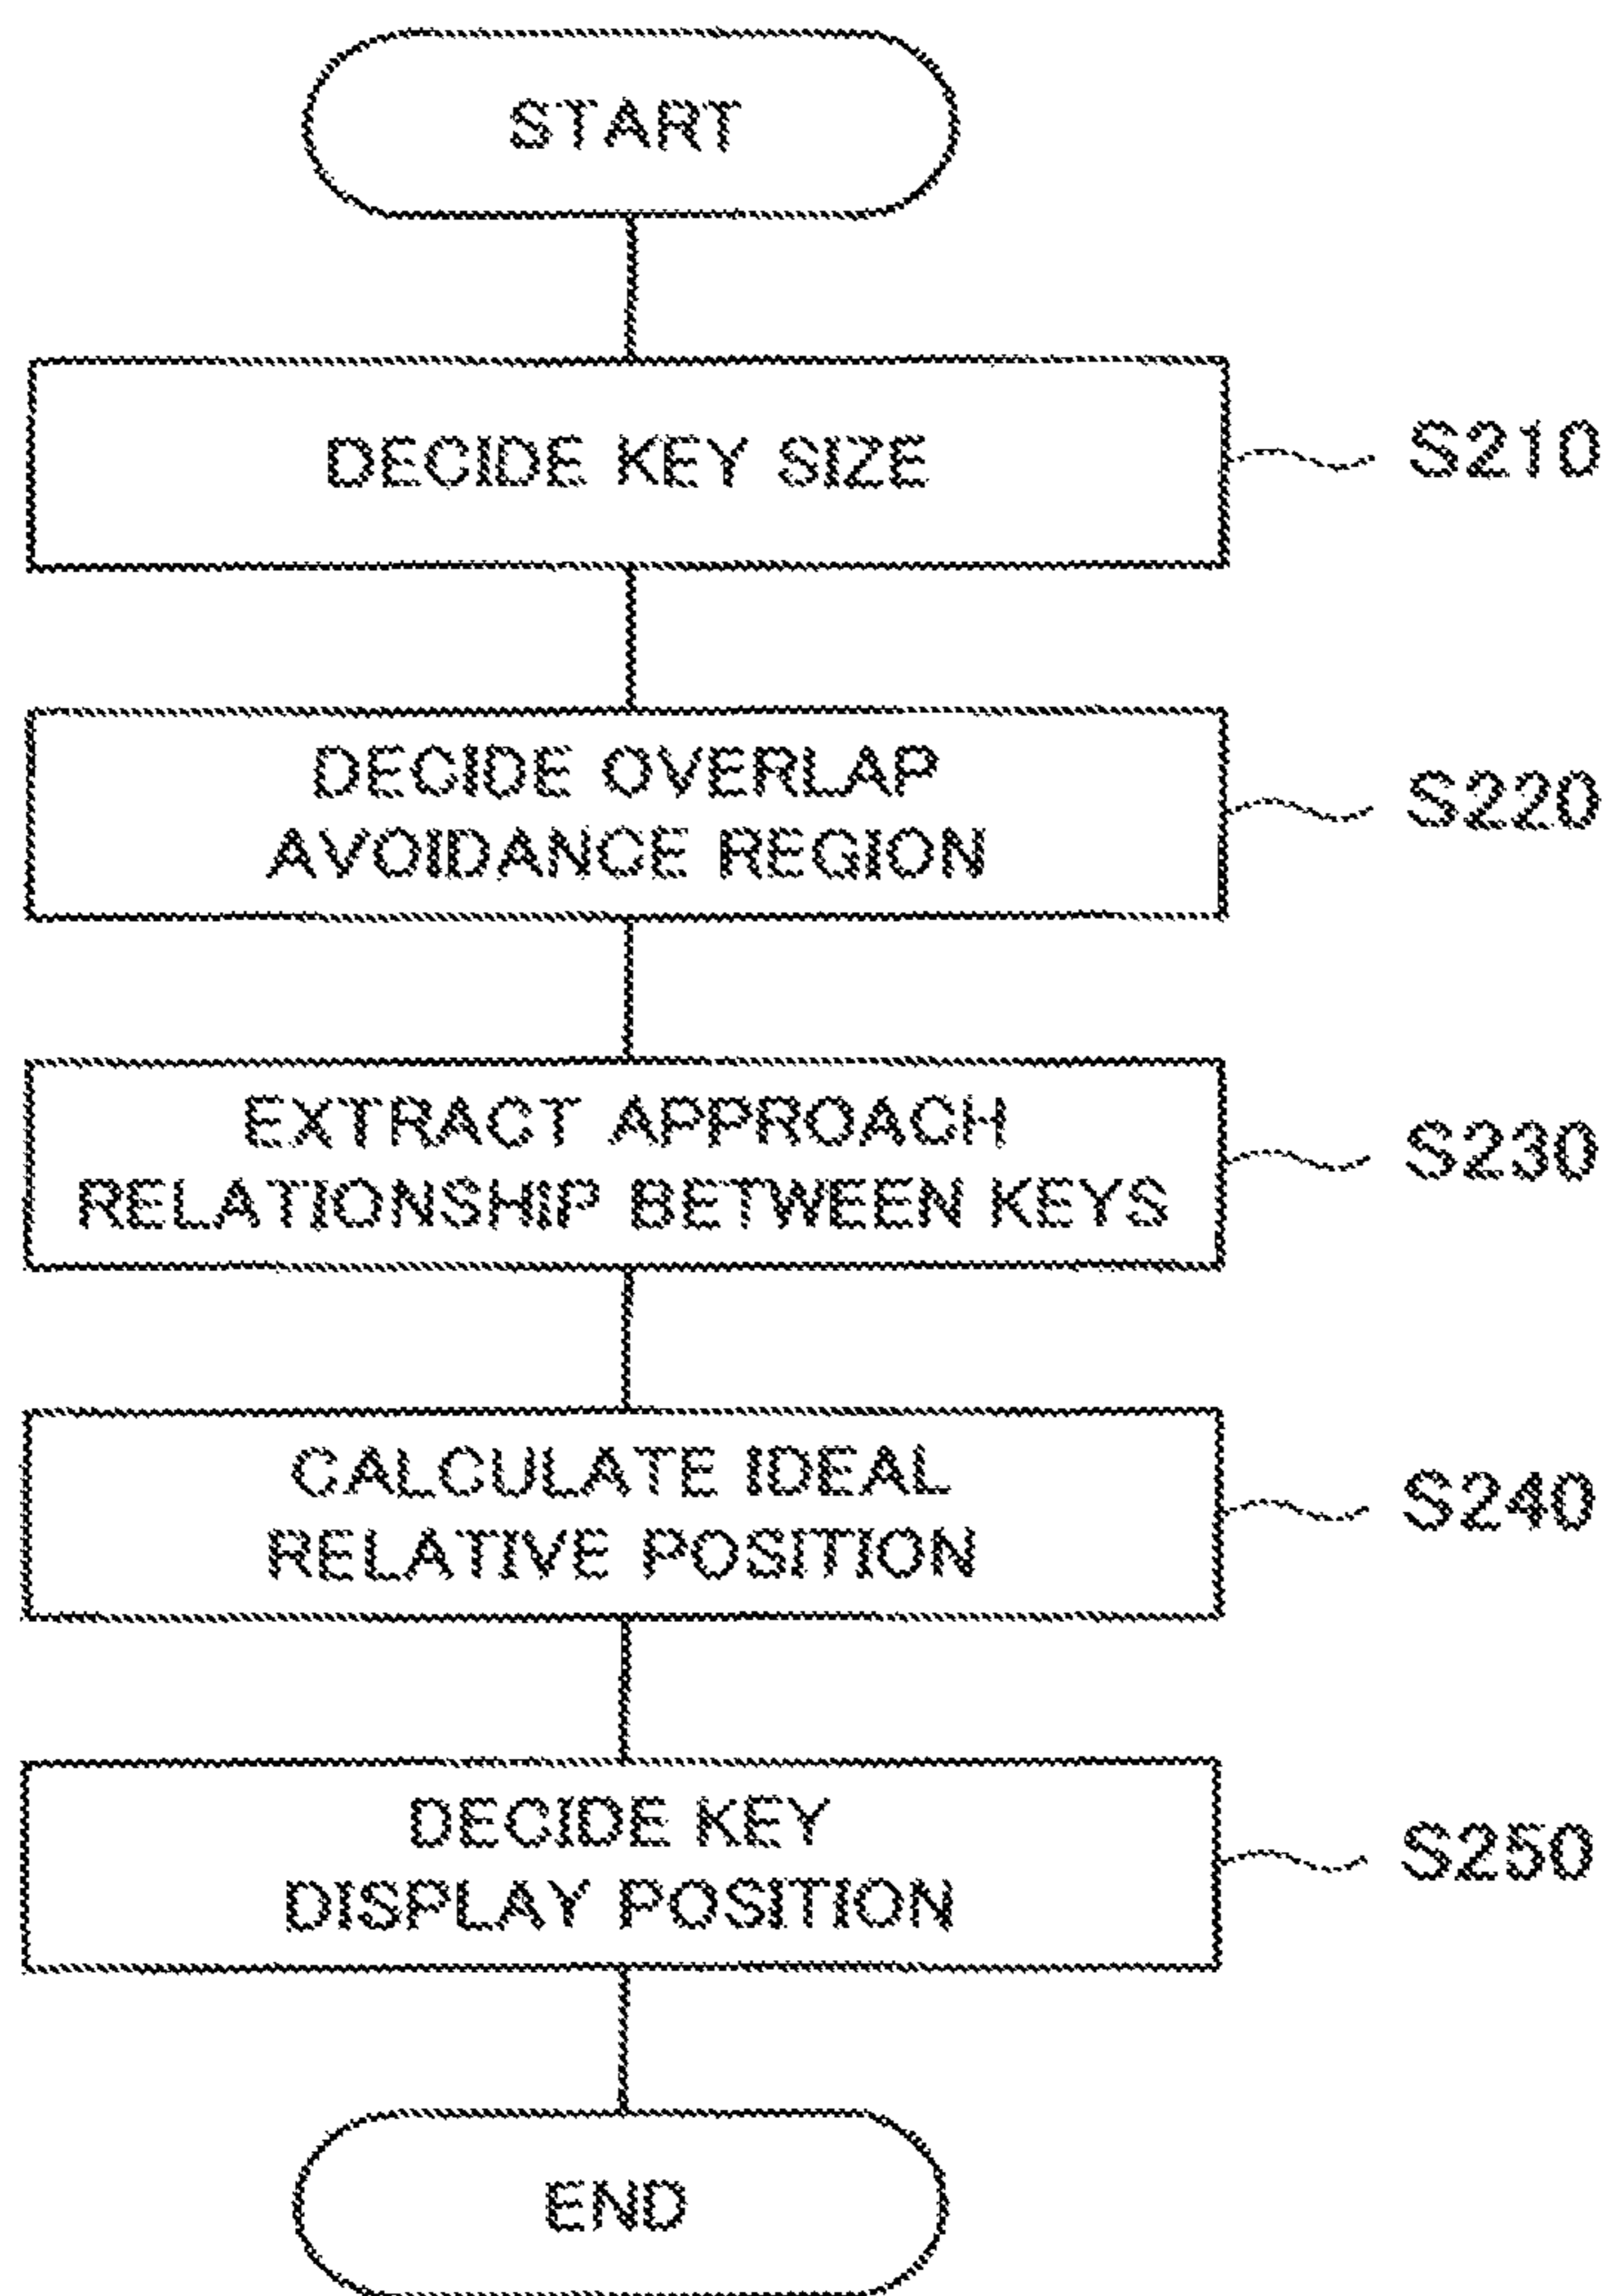 START
DECIDE KEY SIZE
S210
DECIDE OVERLAP
AVOIDANCE REGION
S220
EXTRACT APPROACH
RELATIONSHIP BETWEEN KEYS
S230
CALCULATE IDEAL
RELATIVE POSITION
S240
DECIDE KEY
DISPLAY POSITION
S250
END